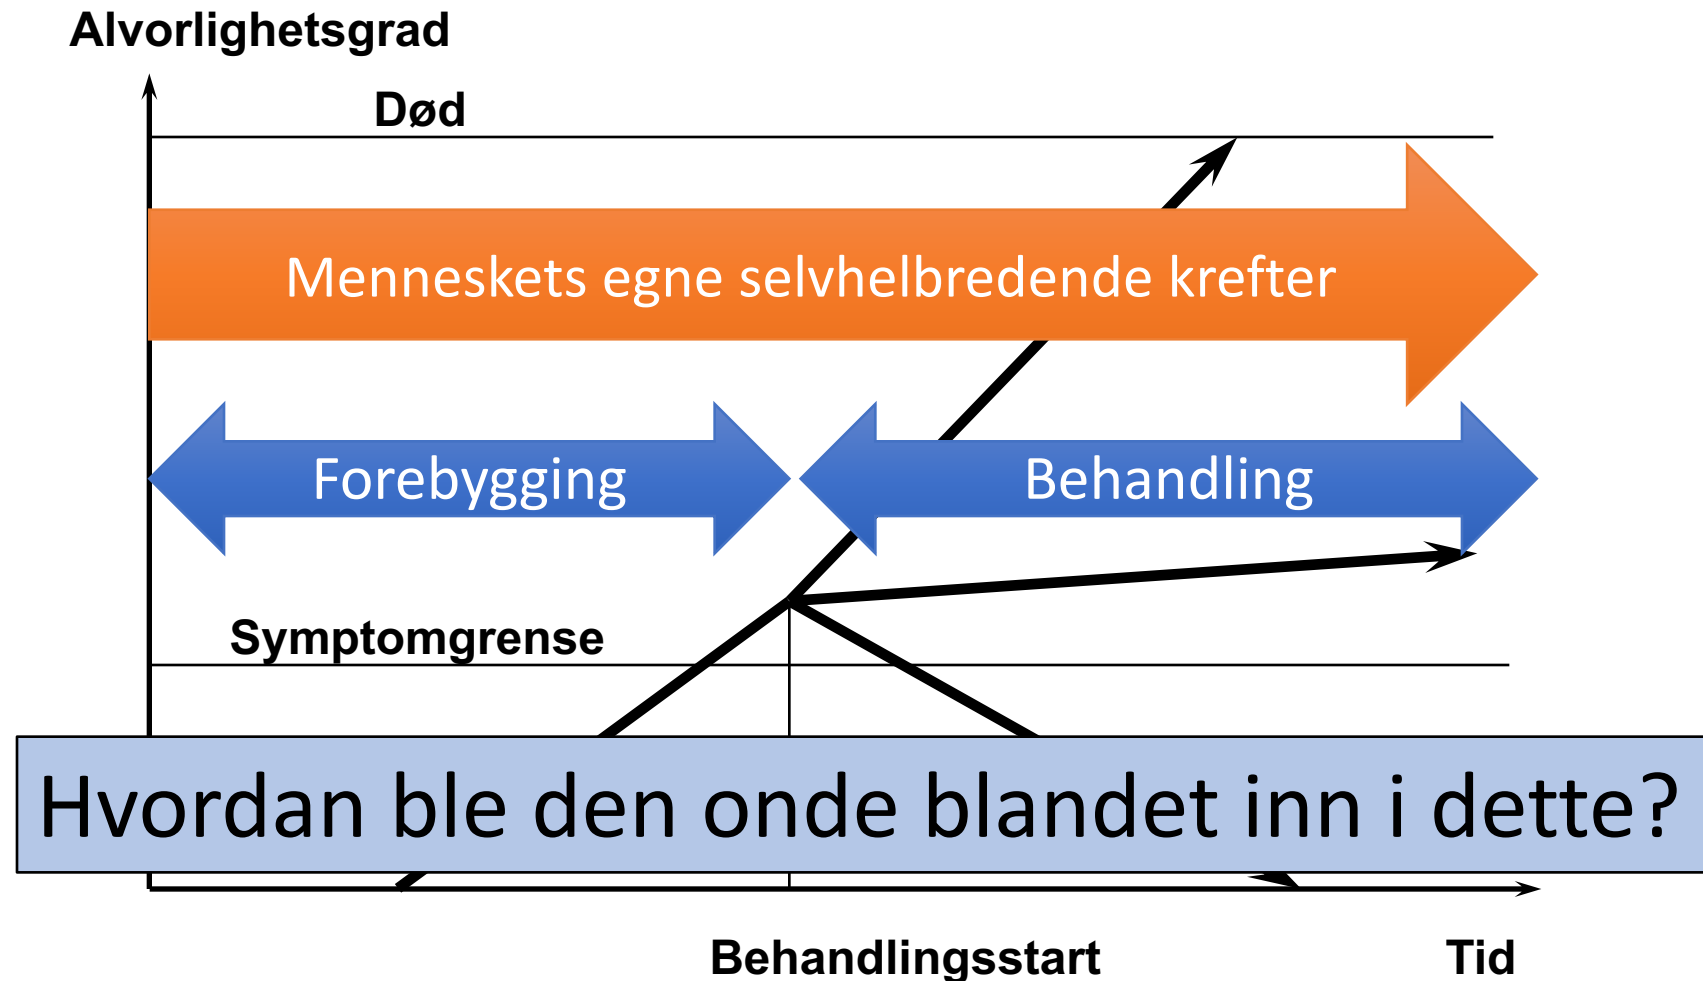 Alvorlighetsgrad
Død
Menneskets egne selvhelbredende krefter
Forebygging
Behandling
Symptomgrense
Hvordan ble den onde blandet inn i dette?
Behandlingsstart
Tid